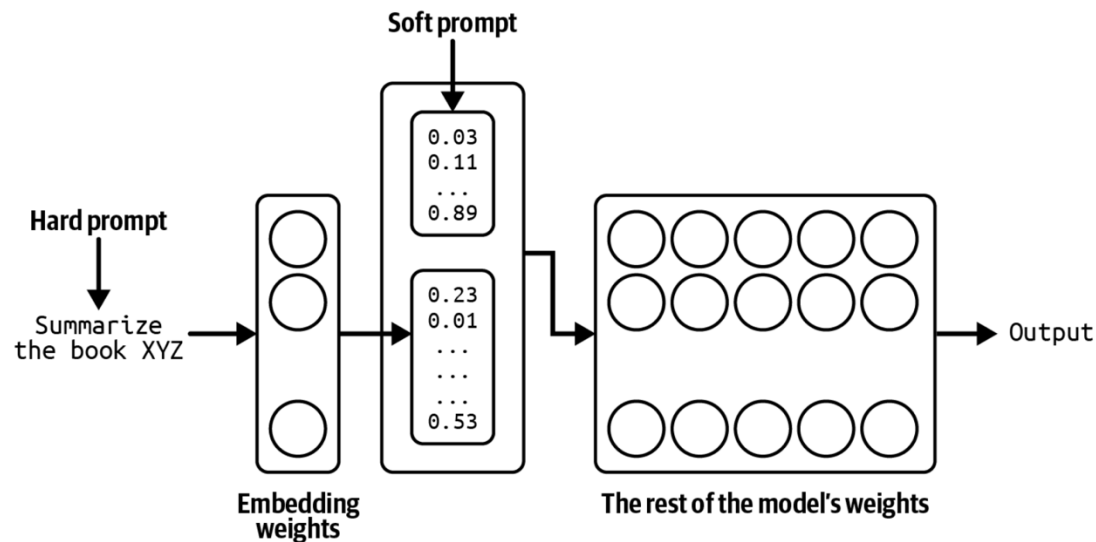 Soft prompt
0.03
0.11
...
0.89
Hard prompt
Summarize
the book XYZ
0.23
0.01
...
...
...
0.53
Output
Embedding
weights
The rest of the model's weights